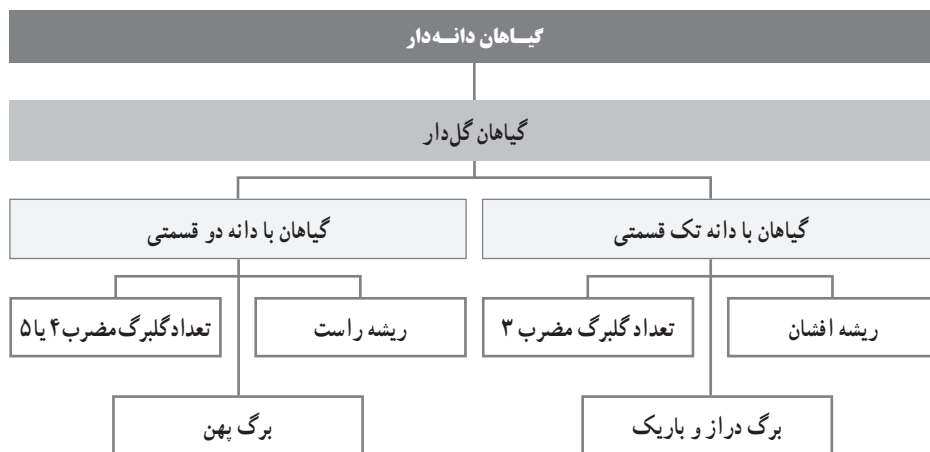 گیاهان دانه‌دار
گیاهان گل‌دار
گیاهان با دانه تک قسمتی
گیاهان با دانه دو قسمتی
ریشه افشان
تعداد گلبرگ مضرب ۳
ریشه راست
تعداد گلبرگ مضرب ۴ یا ۵
برگ دراز و باریک
برگ پهن